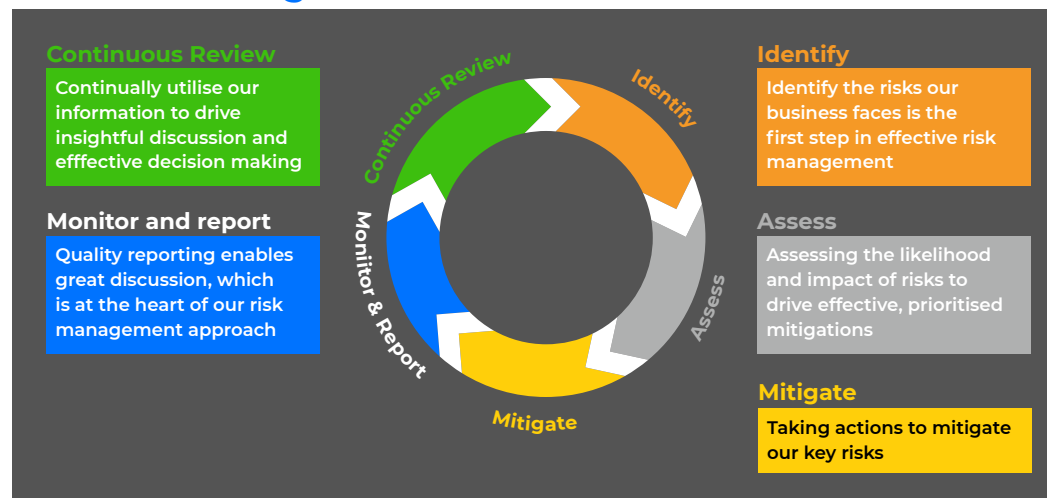 Continuous Review
Continually utilise our
information to drive
insightful discussion and
efffective decision making
Monitor and report
Quality reporting enables
great discussion, which
is at the heart of our risk
management approach
Continuous Review
Identify
Assess
Mitigate
Moniitor & Report
Identify
Identify the risks our
business faces is the
first step in effective risk
management
Assess
Assessing the likelihood
and impact of risks to
drive effective, prioritised
mitigations
Mitigate
Taking actions to mitigate
our key risks